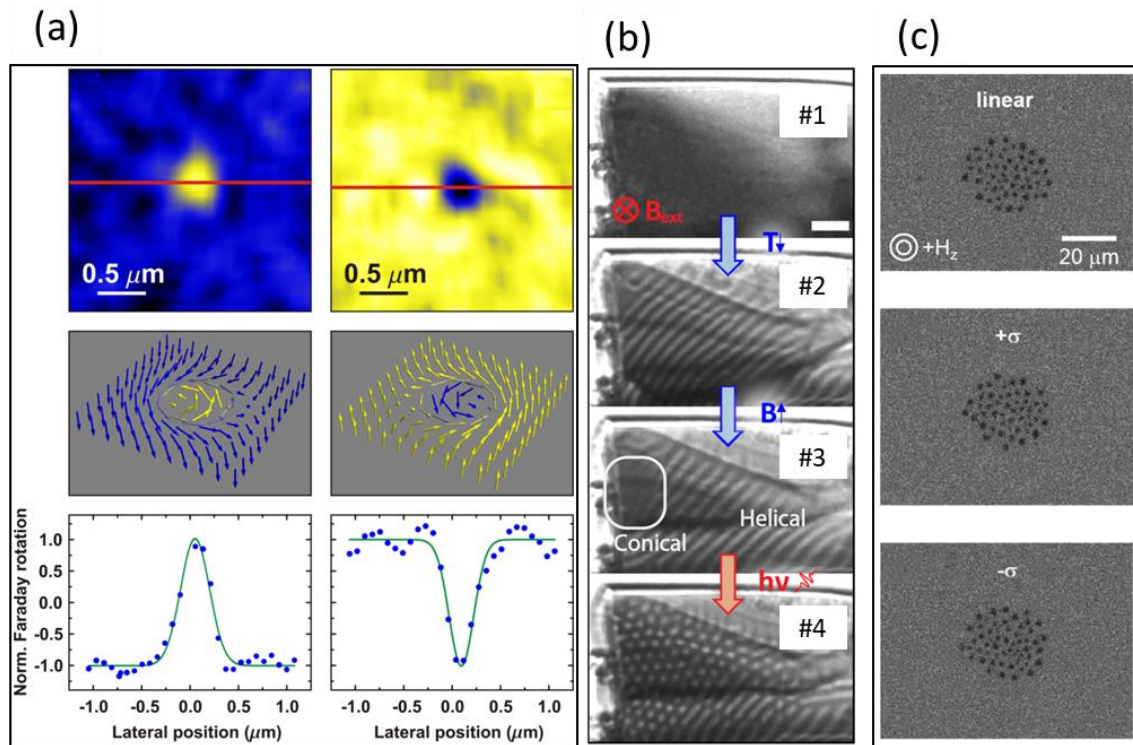 (a)
0.5 μm
0.5 μm
Norm. Faraday rotation
1.0
0.5
0.0
-0.5
-1.0
-1.0 -0.5 0.0 0.5 1.0
-1.0 -0.5 0.0 0.5 1.0
Lateral position (μm)
Lateral position (μm)
(b)
#1
B_ext
T↓
#2
B↑
#3
Helical
Conical
hν
#4
(c)
linear
+H_z
20 μm
+σ
-σ